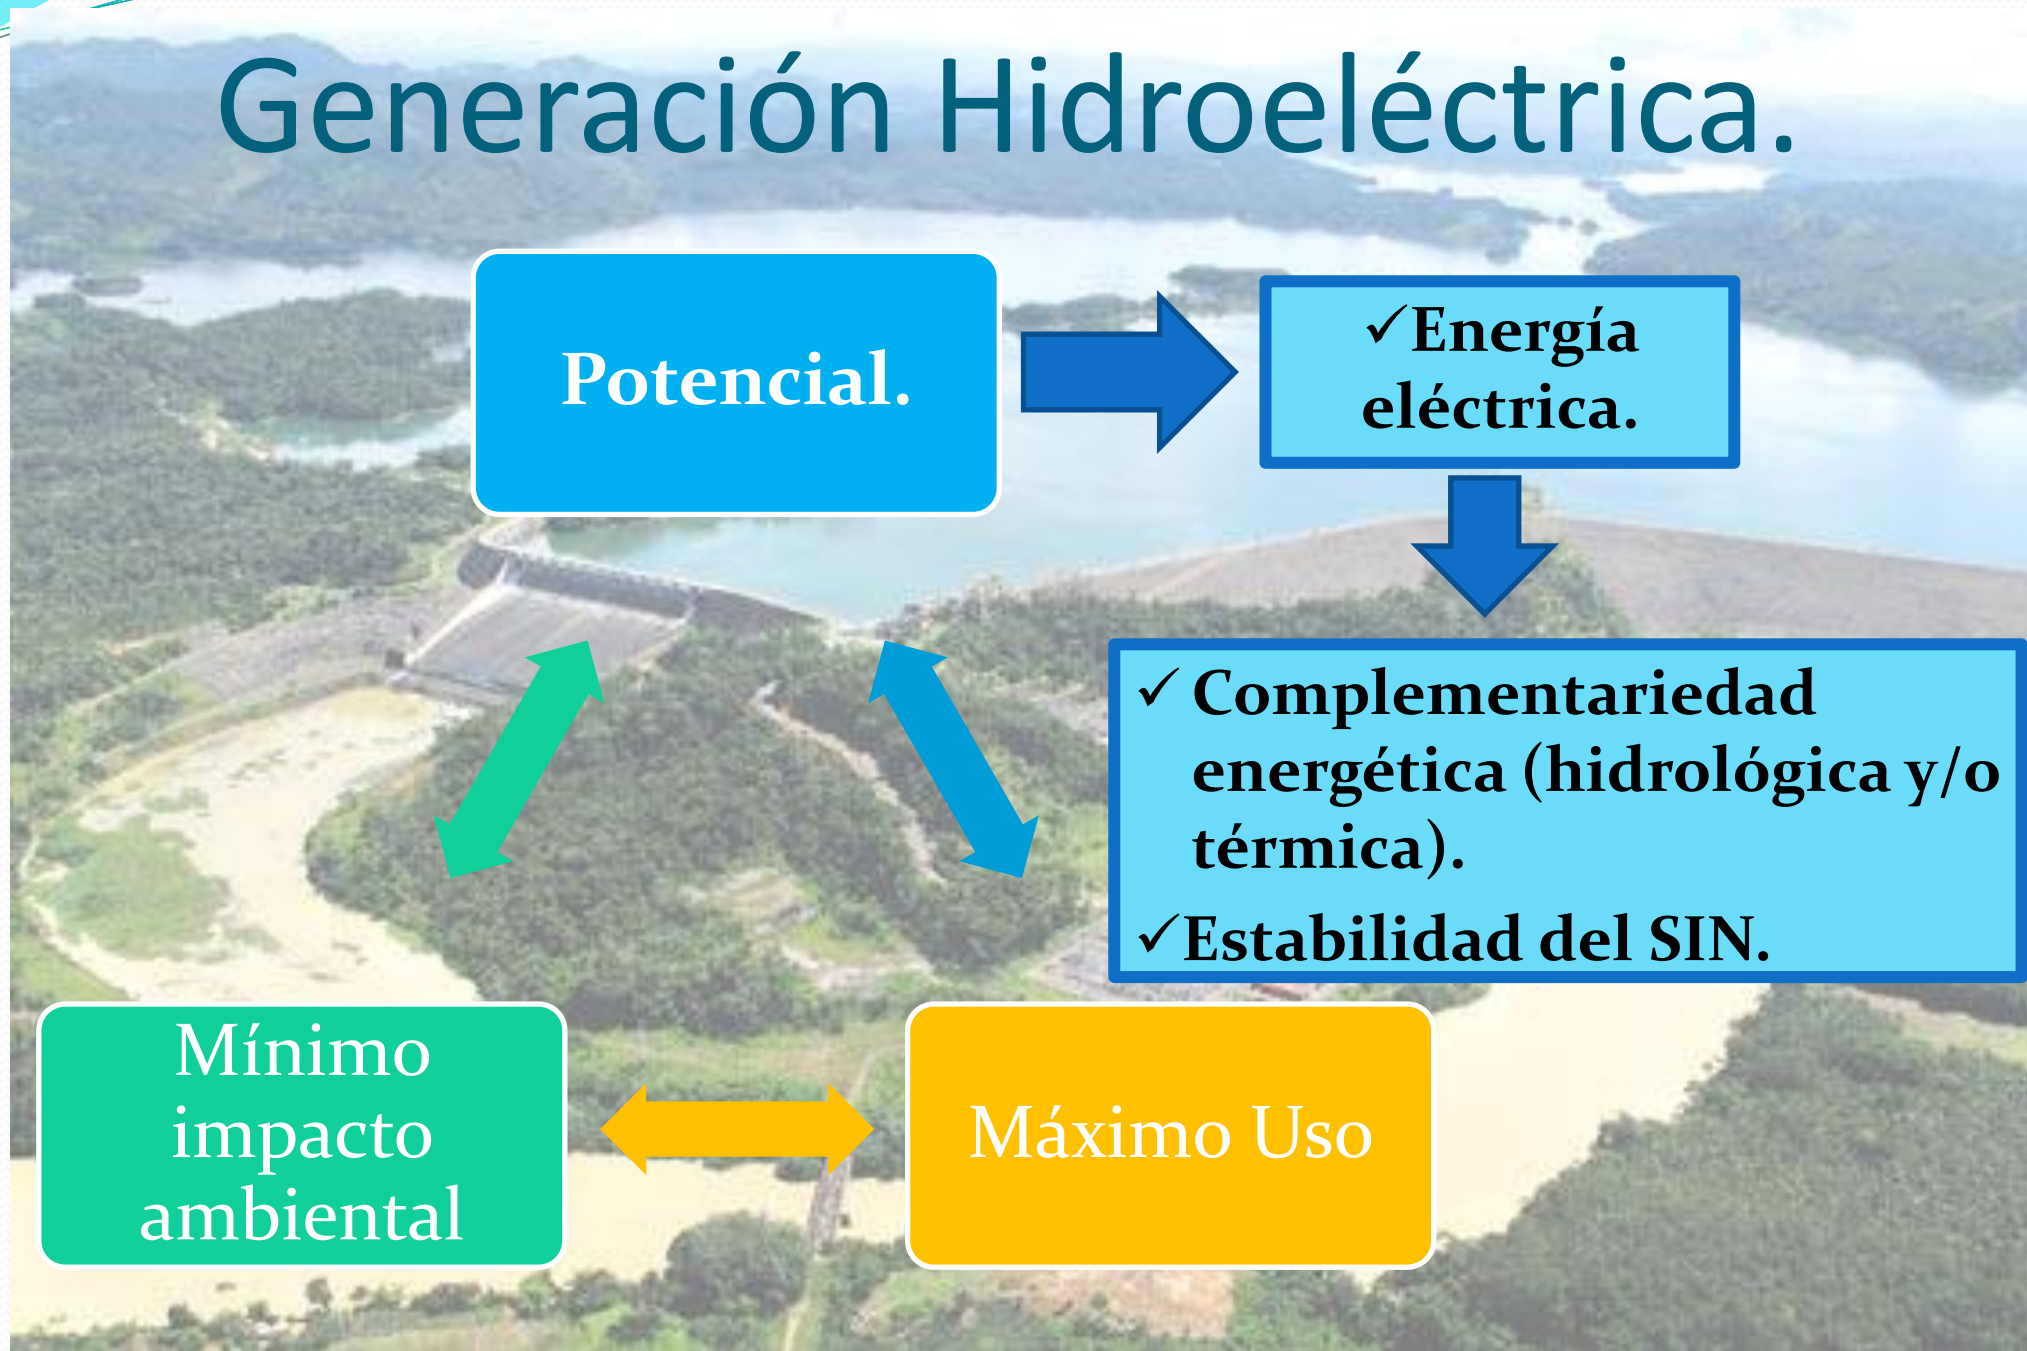 Generación Hidroeléctrica.
Potencial.
✓Energía
eléctrica.
✓ Complementariedad
energética (hidrológica y/o
térmica).
✓Estabilidad del SIN.
Mínimo
impacto
ambiental
Máximo Uso